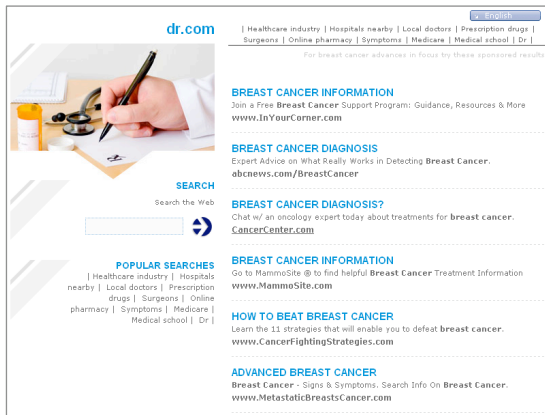 English
dr.com
| Healthcare industry | Hospitals nearby | Local doctors | Prescription drugs |
Surgeons | Online pharmacy | Symptoms | Medicare | Medical school | Dr |
For breast cancer advances in focus try these sponsored results
BREAST CANCER INFORMATION
Join a Free Breast Cancer Support Program: Guidance, Resources & More
www.InYourCorner.com
BREAST CANCER DIAGNOSIS
Expert Advice on What Really Works in Detecting Breast Cancer.
abcnews.com/BreastCancer
BREAST CANCER DIAGNOSIS?
Chat w/ an oncology expert today about treatments for breast cancer.
CancerCenter.com
BREAST CANCER INFORMATION
Go to MammoSite @ to find helpful Breast Cancer Treatment Information
www.MammoSite.com
HOW TO BEAT BREAST CANCER
Learn the 11 strategies that will enable you to defeat breast cancer.
www.CancerFightingStrategies.com
ADVANCED BREAST CANCER
Breast Cancer - Signs & Symptoms. Search Info On Breast Cancer.
www.MetastaticBreastsCancer.com
SEARCH
Search the Web
POPULAR SEARCHES
| Healthcare industry | Hospitals
nearby | Local doctors | Prescription
drugs | Surgeons | Online
pharmacy | Symptoms | Medicare |
Medical school | Dr |